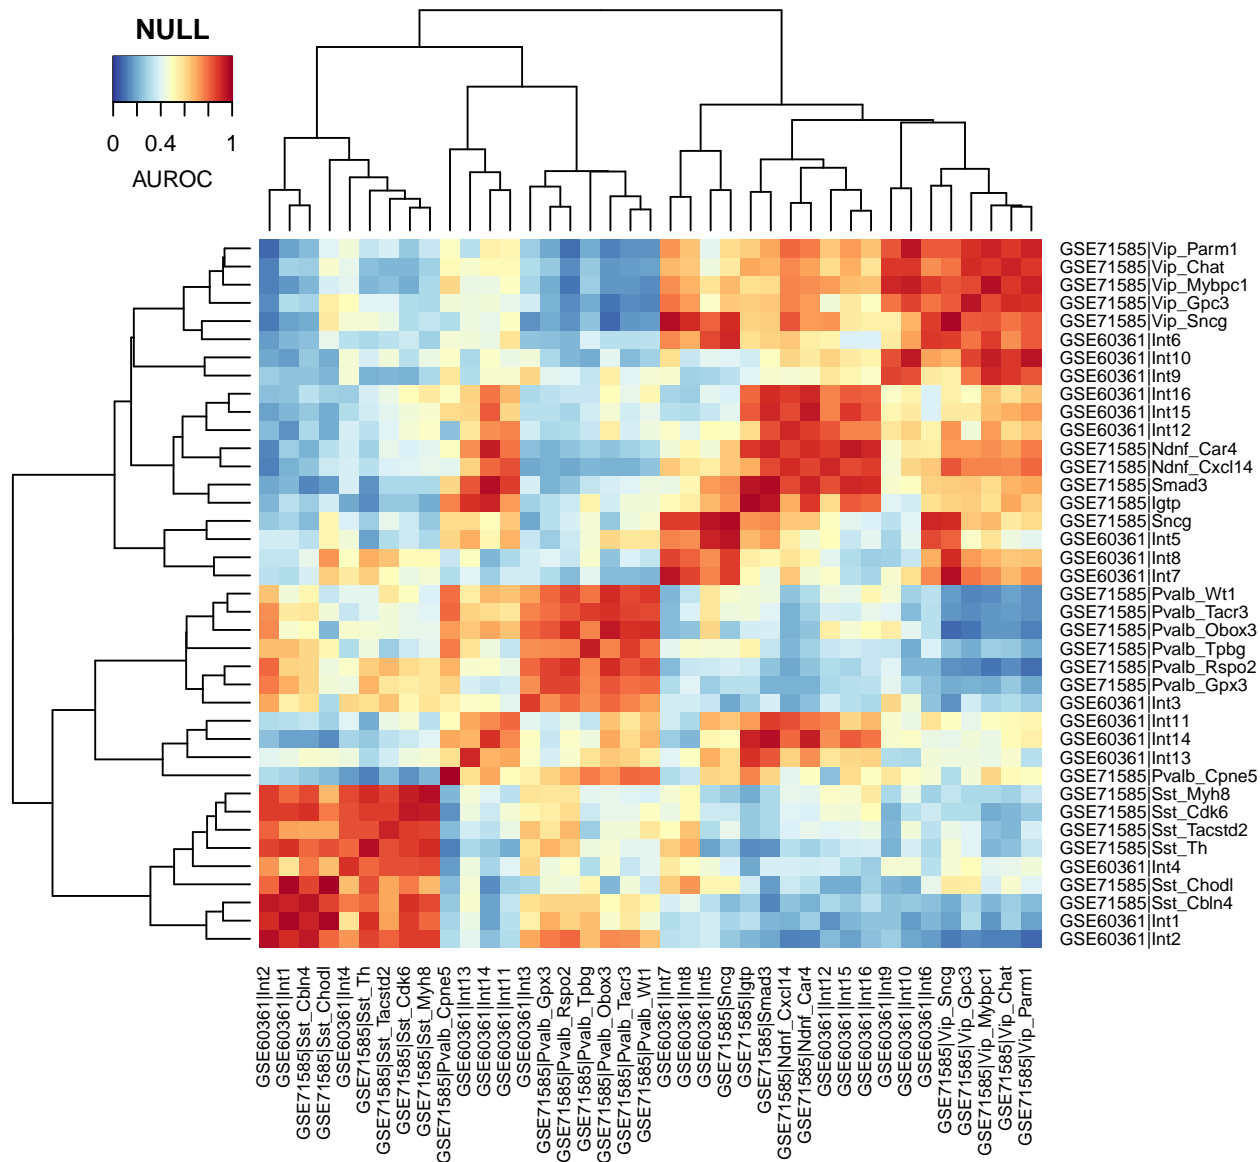 NULL
0 0.4 1
AUROC
GSE71585|Vip_Parm1
GSE71585|Vip_Chat
GSE71585|Vip_Mybpc1
GSE71585|Vip_Gpc3
GSE71585|Vip_Sncg
GSE60361|Int6
GSE60361|Int10
GSE60361|Int9
GSE60361|Int16
GSE60361|Int15
GSE60361|Int12
GSE71585|Ndnf_Car4
GSE71585|Ndnf_Cxcl14
GSE71585|Smad3
GSE71585|Igtp
GSE71585|Sncg
GSE60361|Int5
GSE60361|Int8
GSE60361|Int7
GSE71585|Pvalb_Wt1
GSE71585|Pvalb_Tacr3
GSE71585|Pvalb_Obox3
GSE71585|Pvalb_Tpbg
GSE71585|Pvalb_Rspo2
GSE71585|Pvalb_Gpx3
GSE60361|Int3
GSE60361|Int11
GSE60361|Int14
GSE60361|Int13
GSE71585|Pvalb_Cpne5
GSE71585|Sst_Myh8
GSE71585|Sst_Cdk6
GSE71585|Sst_Tacstd2
GSE71585|Sst_Th
GSE60361|Int4
GSE71585|Sst_Chodl
GSE71585|Sst_Cbln4
GSE60361|Int1
GSE60361|Int2
GSE60361|Int2
GSE60361|Int1
GSE71585|Sst_Cbln4
GSE71585|Sst_Chodl
GSE60361|Int4
GSE71585|Sst_Th
GSE71585|Sst_Tacstd2
GSE71585|Sst_Cdk6
GSE71585|Sst_Myh8
GSE71585|Pvalb_Cpne5
GSE60361|Int13
GSE60361|Int14
GSE60361|Int11
GSE60361|Int3
GSE71585|Pvalb_Gpx3
GSE71585|Pvalb_Rspo2
GSE71585|Pvalb_Tpbg
GSE71585|Pvalb_Obox3
GSE71585|Pvalb_Tacr3
GSE71585|Pvalb_Wt1
GSE60361|Int7
GSE60361|Int8
GSE60361|Int5
GSE71585|Sncg
GSE71585|Igtp
GSE71585|Smad3
GSE71585|Ndnf_Cxcl14
GSE71585|Ndnf_Car4
GSE60361|Int12
GSE60361|Int15
GSE60361|Int16
GSE60361|Int9
GSE60361|Int10
GSE60361|Int6
GSE71585|Vip_Sncg
GSE71585|Vip_Gpc3
GSE71585|Vip_Mybpc1
GSE71585|Vip_Chat
GSE71585|Vip_Parm1